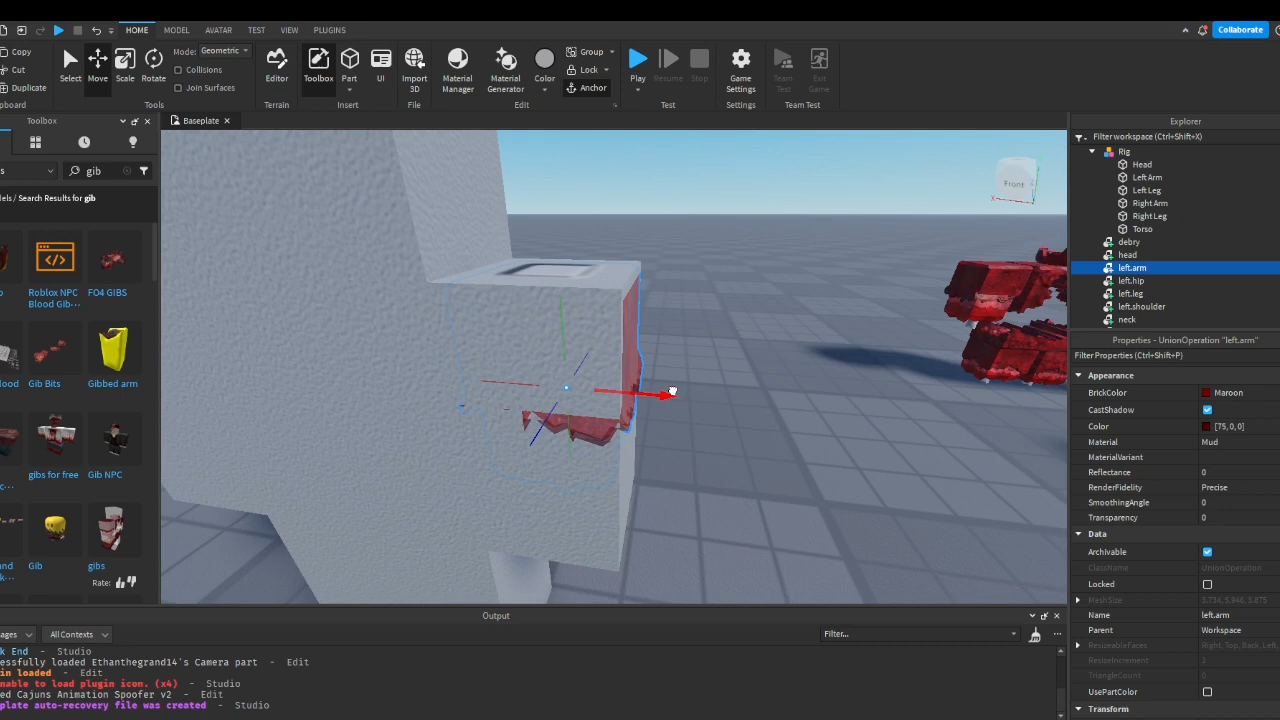 HOME
MODEL
AVATAR
TEST
VIEW
PLUGINS
Collaborate
Copy
Cut
Duplicate
Select
Move
Scale
Rotate
Mode: Geometric
Collisions
Join Surfaces
Tools
Editor
Terrain
Toolbox
Part
UI
Insert
Import
3D
File
Material
Manager
Material
Generator
Color
Group
Lock
Anchor
Edit
Play
Resume
Stop
Test
Game
Settings
Settings
Team
Test
Exit
Game
Team Test
Toolbox
Baseplate
Explorer
gib
Search Results for gib
Roblox NPC
Blood Gib...
FO4 GIBS
Gib Bits
Gibbed arm
gibs for free
Gib NPC
Gib
gibs
Rate:
Front
Filter workspace (Ctrl+Shift+X)
Rig
Head
Left Arm
Left Leg
Right Arm
Right Leg
Torso
debry
head
left.arm
left.hip
left.leg
left.shoulder
neck
Properties - UnionOperation "left.arm"
Filter Properties (Ctrl+Shift+P)
Appearance
BrickColor Maroon
CastShadow
Color [75, 0, 0]
Material Mud
MaterialVariant
Reflectance 0
RenderFidelity Precise
SmoothingAngle 0
Transparency 0
Data
Archivable
ClassName UnionOperation
Locked
MeshSize 3.734, 5.946, 3.875
Name left.arm
Parent Workspace
ResizeableFaces Right, Top, Back, Left,
ResizeIncrement 1
TriangleCount 0
UsePartColor
Transform
Output
All Contexts
Filter...
k End - Studio
essfully loaded Ethanthegrand14's Camera part - Edit
in loaded - Edit
nable to load plugin icon. (x4) - Studio
ed Cajuns Animation Spoofer v2 - Edit
plate auto-recovery file was created - Studio